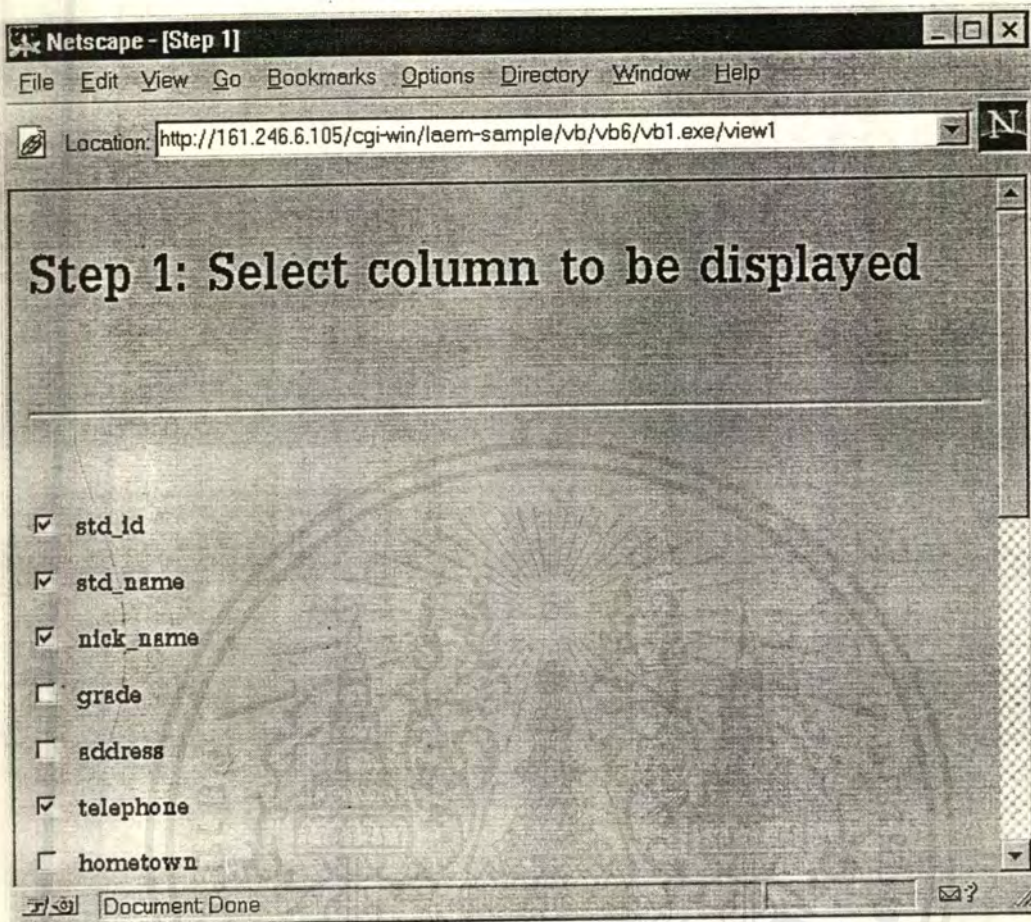 Netscape - [Step 1]
File Edit View Go Bookmarks Options Directory Window Help
Location: http://161.246.6.105/cgi-win/laem-sample/vb/vb6/vb1.exe/view1
N
Step 1: Select column to be displayed
std_id
std_name
nick_name
grade
address
telephone
hometown
Document: Done
?